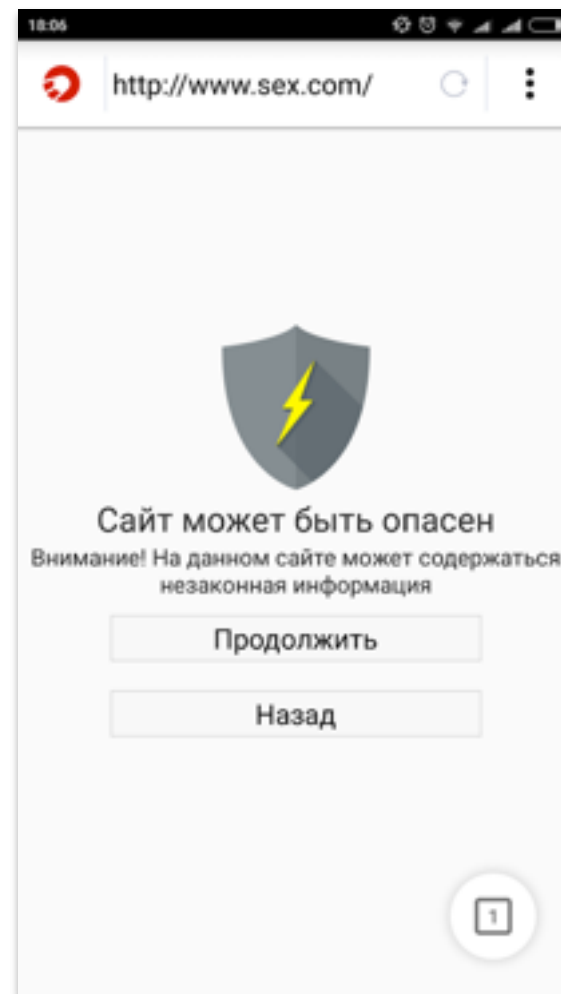 18:06
http://www.sex.com/
Сайт может быть опасен
Внимание! На данном сайте может содержаться
незаконная информация
Продолжить
Назад
1